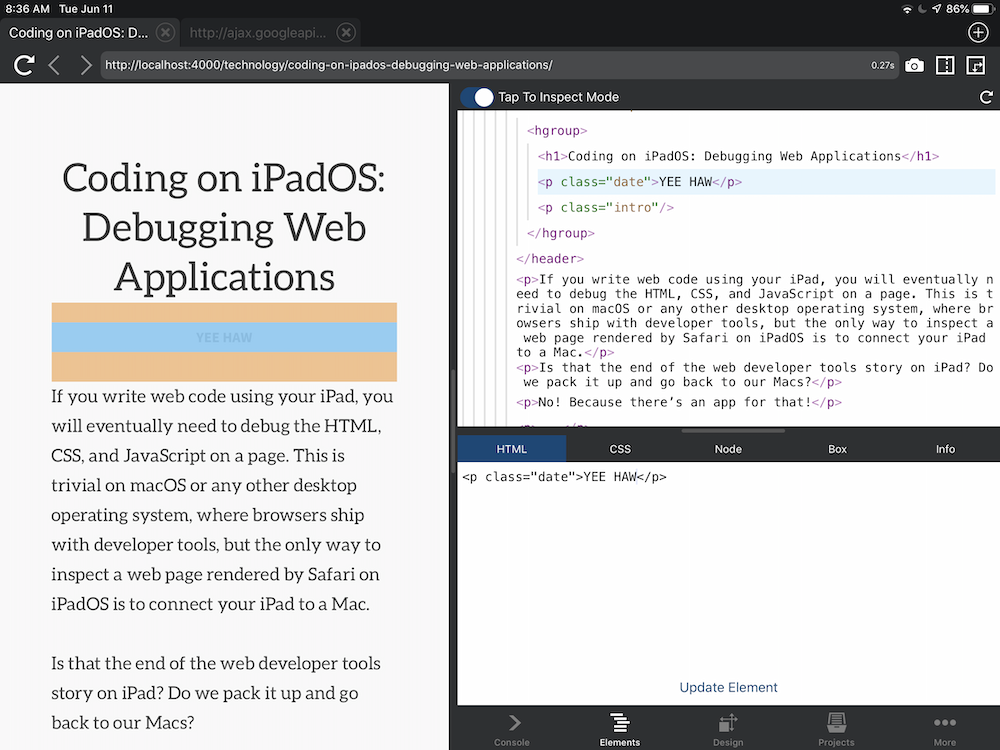 8:36 AM Tue Jun 11
86%
Coding on iPadOS: D...
http://ajax.googleapi...
http://localhost:4000/technology/coding-on-ipados-debugging-web-applications/
0.27s
Coding on iPadOS:
Debugging Web
Applications
YEE HAW
If you write web code using your iPad, you
will eventually need to debug the HTML,
CSS, and JavaScript on a page. This is
trivial on macOS or any other desktop
operating system, where browsers ship
with developer tools, but the only way to
inspect a web page rendered by Safari on
iPadOS is to connect your iPad to a Mac.
Is that the end of the web developer tools
story on iPad? Do we pack it up and go
back to our Macs?
Tap To Inspect Mode
<hgroup>
<h1>Coding on iPadOS: Debugging Web Applications</h1>
<p class="date">YEE HAW</p>
<p class="intro"/>
</hgroup>
</header>
<p>If you write web code using your iPad, you will eventually n
eed to debug the HTML, CSS, and JavaScript on a page. This is t
rivial on macOS or any other desktop operating system, where br
owsers ship with developer tools, but the only way to inspect a
web page rendered by Safari on iPadOS is to connect your iPad
to a Mac.</p>
<p>Is that the end of the web developer tools story on iPad? Do
we pack it up and go back to our Macs?</p>
<p>No! Because there’s an app for that!</p>
HTML
CSS
Node
Box
Info
<p class="date">YEE HAW</p>
Update Element
Console
Elements
Design
Projects
More